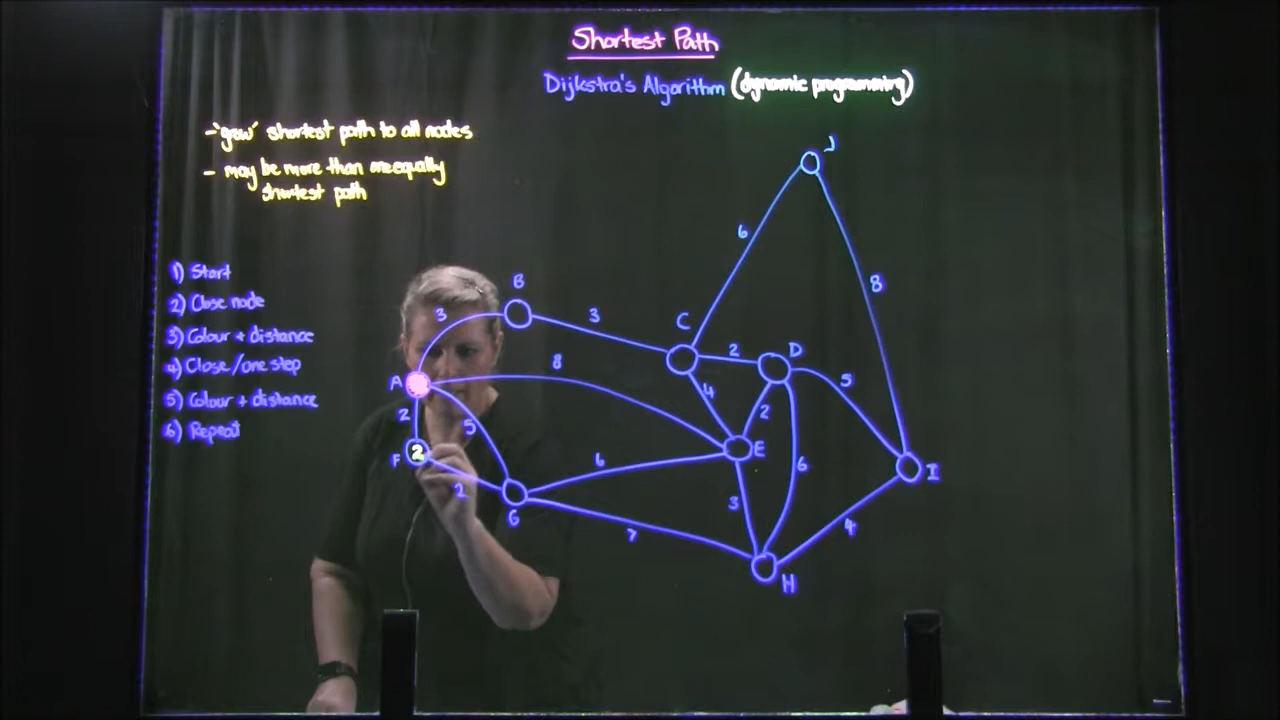 Shortest Path
Dijkstra's Algorithm (dynamic programming)
- 'grow' shortest path to all nodes
- may be more than one equally
shortest path
1) Start
2) Close node
3) Colour + distance
4) Close/one step
5) Colour + distance
6) Repeat
J
6
8
B
3
3
C
2
D
8
A
4
5
2
5
2
F
2
E
6
6
I
2
3
G
4
7
H